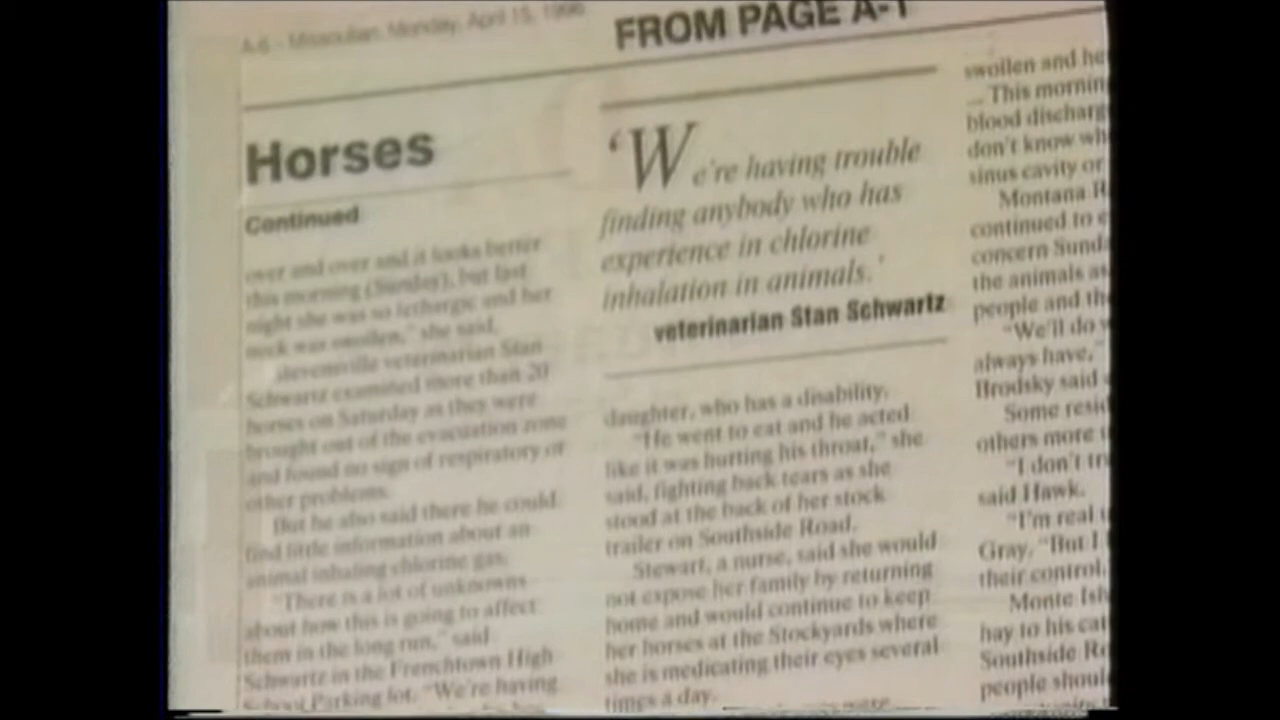 A-6 - Missoulian, Monday, April 15, 1996
FROM PAGE A-1
Horses
Continued
over and over and it looks better
this morning (Sunday), but last
night she was so lethargic and her
neck was swollen," she said.
Stevensville veterinarian Stan
Schwartz examined more than 20
horses on Saturday as they were
brought out of the evacuation zone
and found no sign of respiratory or
other problems.
But he also said there he could
find little information about an
animal inhaling chlorine gas.
"There is a lot of unknowns
about how this is going to affect
them in the long run," said
Schwartz in the Frenchtown High
School Parking lot. "We're having
'We're having trouble
finding anybody who has
experience in chlorine
inhalation in animals.'
veterinarian Stan Schwartz
daughter, who has a disability.
"He went to eat and he acted
like it was hurting his throat," she
said, fighting back tears as she
stood at the back of her stock
trailer on Southside Road.
Stewart, a nurse, said she would
not expose her family by returning
home and would continue to keep
her horses at the Stockyards where
she is medicating their eyes several
times a day.
swollen and he
... This mornin
blood discharg
don't know wh
sinus cavity or
Montana R
continued to e
concern Sunda
the animals as
people and the
"We'll do w
always have,"
Brodsky said
Some resid
others more
"I don't tr
said Hawk.
"I'm real
Gray. "But I
their control.
Monte Ish
hay to his cat
Southside Ro
people shoul